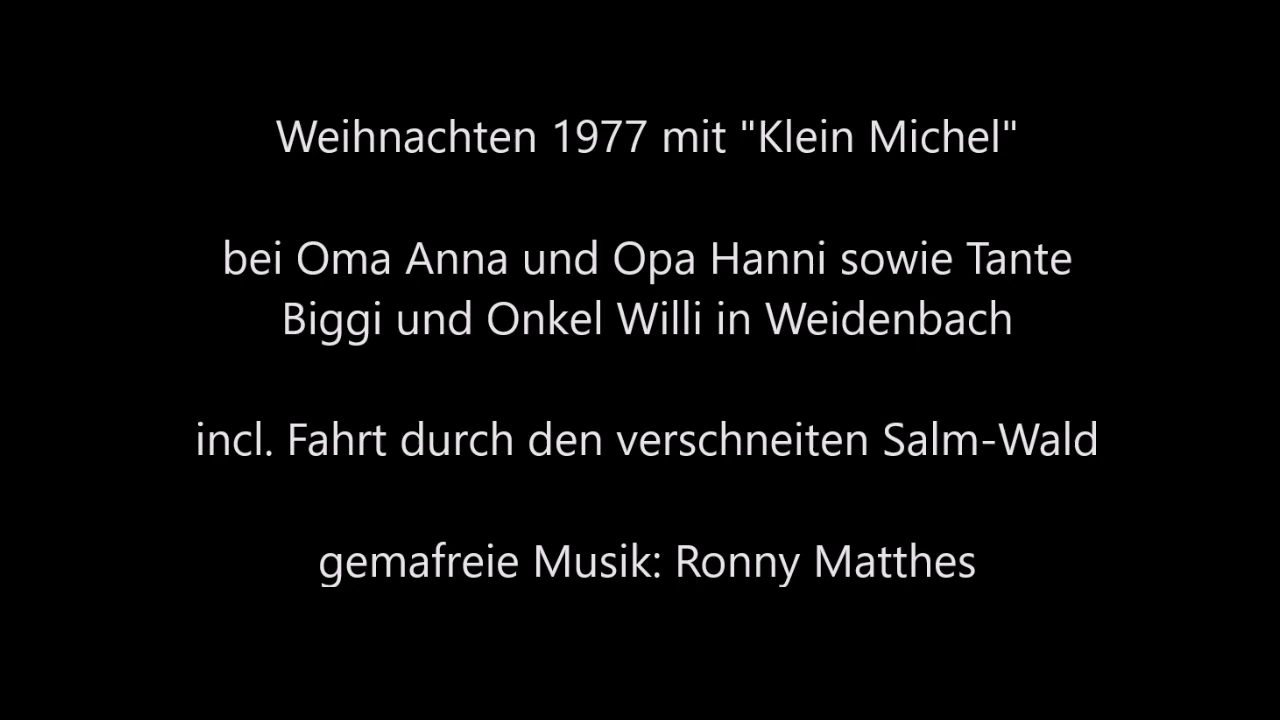 Weihnachten 1977 mit "Klein Michel"
bei Oma Anna und Opa Hanni sowie Tante
Biggi und Onkel Willi in Weidenbach
incl. Fahrt durch den verschneiten Salm-Wald
gemafreie Musik: Ronny Matthes